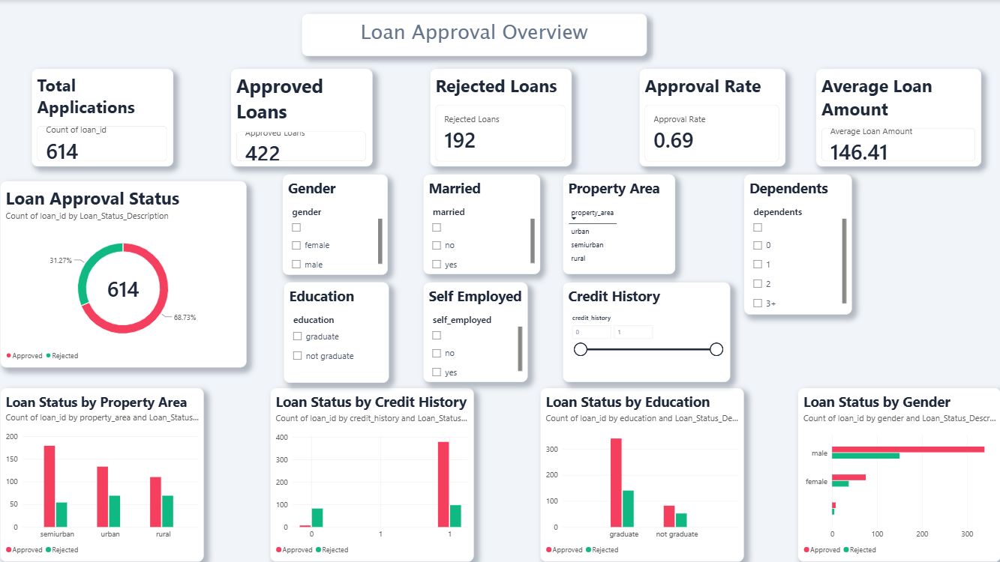 Loan Approval Overview
Total
Applications
Count of loan_id
614
Approved
Loans
Approved Loans
422
Rejected Loans
Rejected Loans
192
Approval Rate
Approval Rate
0.69
Average Loan
Amount
Average Loan Amount
146.41
Loan Approval Status
Count of loan_id by Loan_Status_Description
31.27%
614
68.73%
Approved Rejected
Gender
gender
female
male
Married
married
no
yes
Property Area
property_area
urban
semiurban
rural
Dependents
dependents
0
1
2
3+
Education
education
graduate
not graduate
Self Employed
self_employed
no
yes
Credit History
credit_history
0 1
Loan Status by Property Area
Count of loan_id by property_area and Loan_Status...
200
150
100
50
0
semiurban urban rural
Approved Rejected
Loan Status by Credit History
Count of loan_id by credit_history and Loan_Status...
400
300
200
100
0
0 1 1
Approved Rejected
Loan Status by Education
Count of loan_id by education and Loan_Status_De...
300
200
100
0
graduate not graduate
Approved Rejected
Loan Status by Gender
Count of loan_id by gender and Loan_Status_Descr...
male
female
0 100 200 300
Approved Rejected